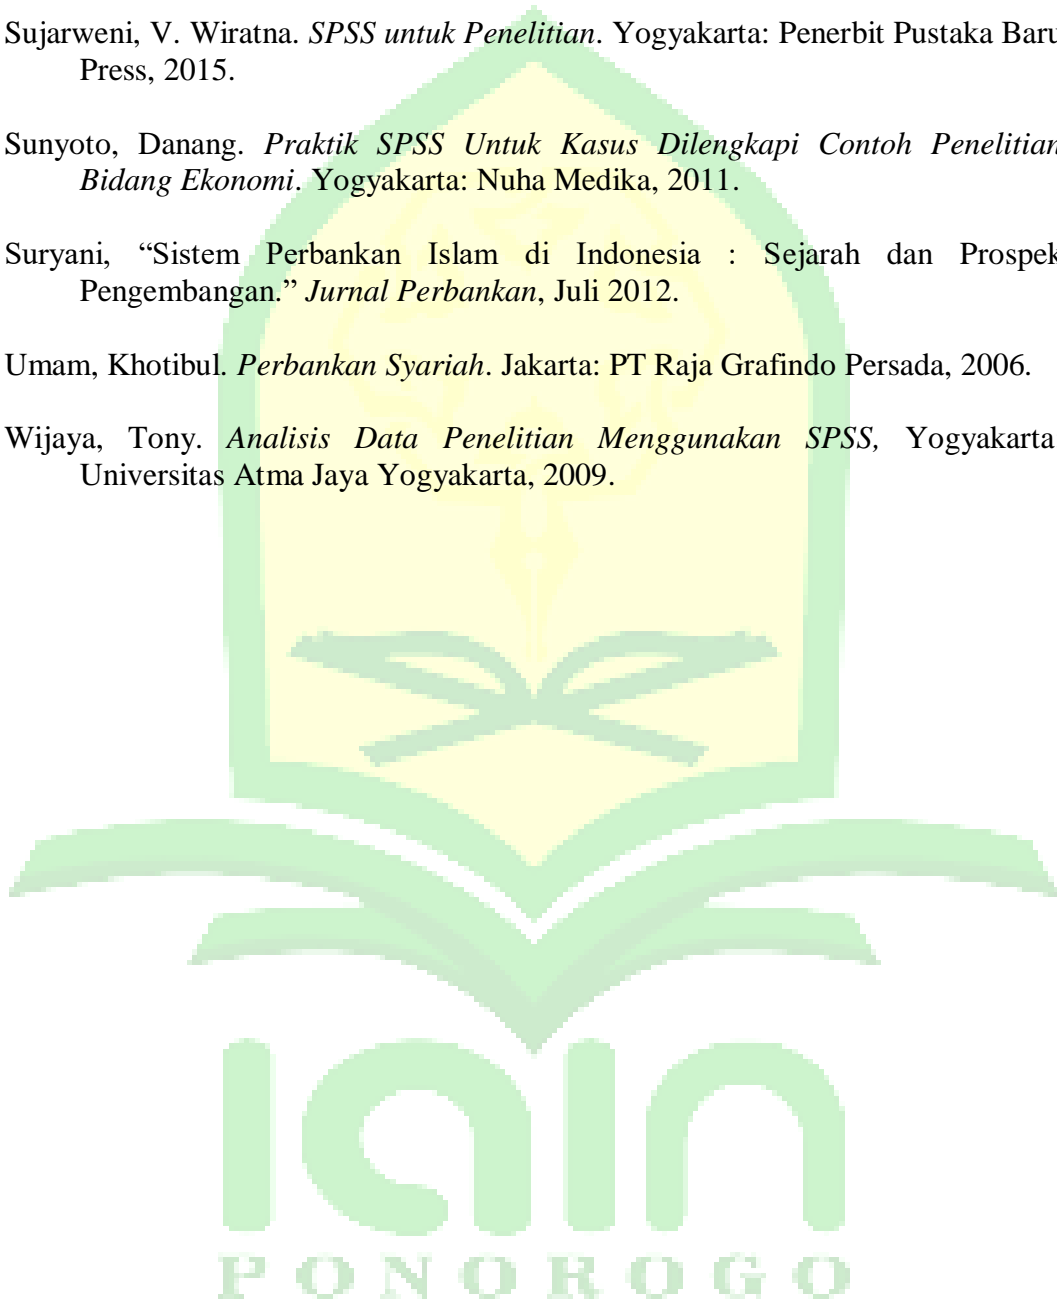 Sujarweni, V. Wiratna. SPSS untuk Penelitian. Yogyakarta: Penerbit Pustaka Baru
Press, 2015.
Sunyoto, Danang. Praktik SPSS Untuk Kasus Dilengkapi Contoh Penelitian
Bidang Ekonomi. Yogyakarta: Nuha Medika, 2011.
Suryani, “Sistem Perbankan Islam di Indonesia : Sejarah dan Prospek
Pengembangan.” Jurnal Perbankan, Juli 2012.
Umam, Khotibul. Perbankan Syariah. Jakarta: PT Raja Grafindo Persada, 2006.
Wijaya, Tony. Analisis Data Penelitian Menggunakan SPSS, Yogyakarta
Universitas Atma Jaya Yogyakarta, 2009.
iain
PONOROGO